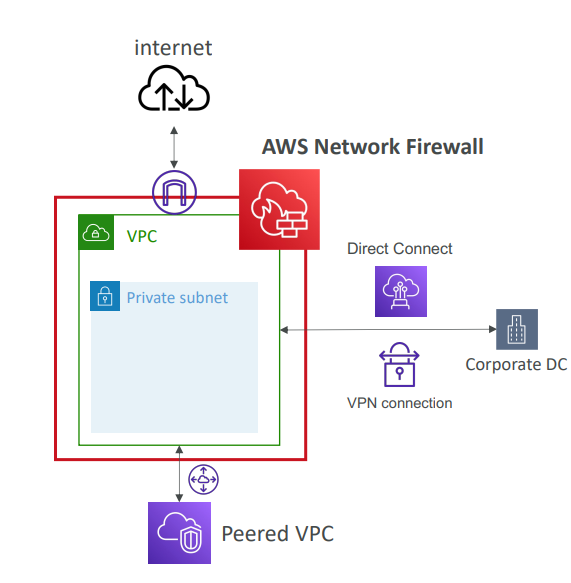 internet
AWS Network Firewall
VPC
Direct Connect
Private subnet
Corporate DC
VPN connection
Peered VPC